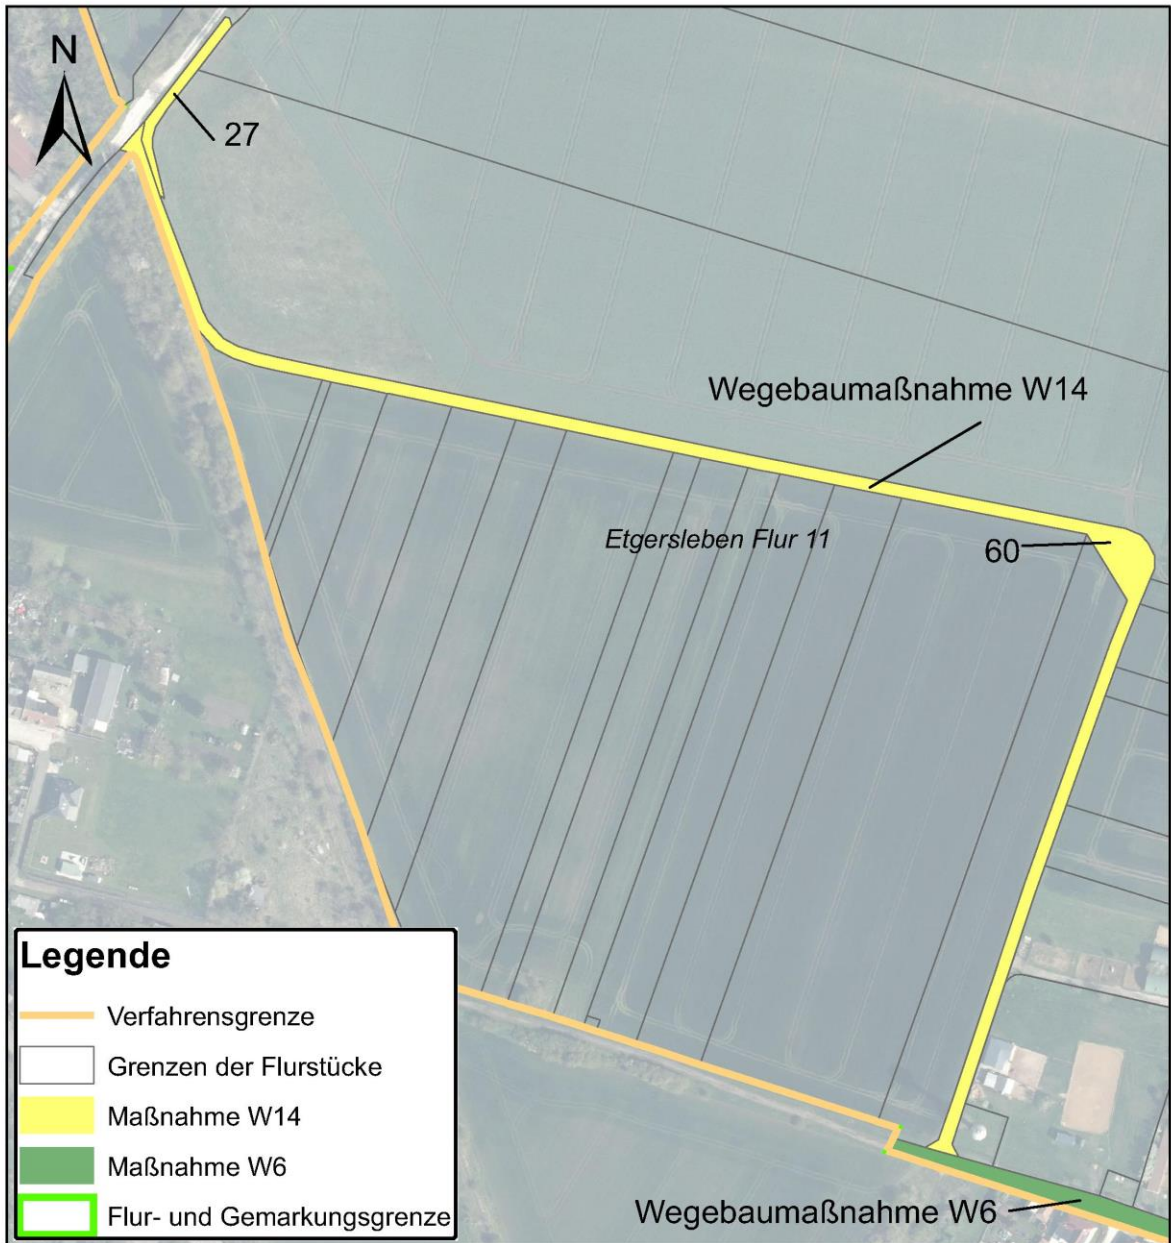 N
27
Wegebaumaßnahme W14
Etgersleben Flur 11
60
Legende
Verfahrensgrenze
Grenzen der Flurstücke
Maßnahme W14
Maßnahme W6
Flur- und Gemarkungsgrenze
Wegebaumaßnahme W6